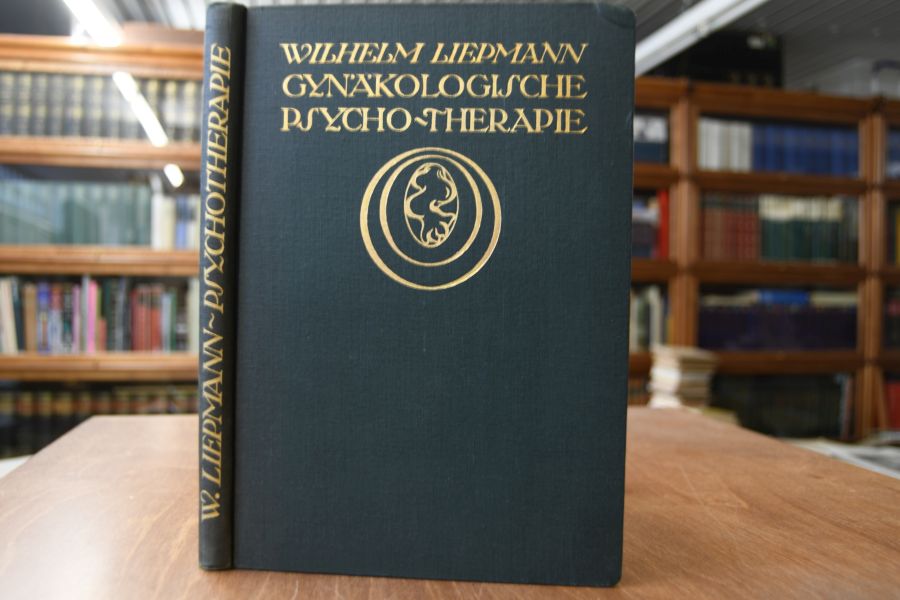 WILHELM LIEPMANN
GYNÄKOLOGISCHE
PSYCHO~THERAPIE
W. LIEPMANN~PSYCHOTHERAPIE